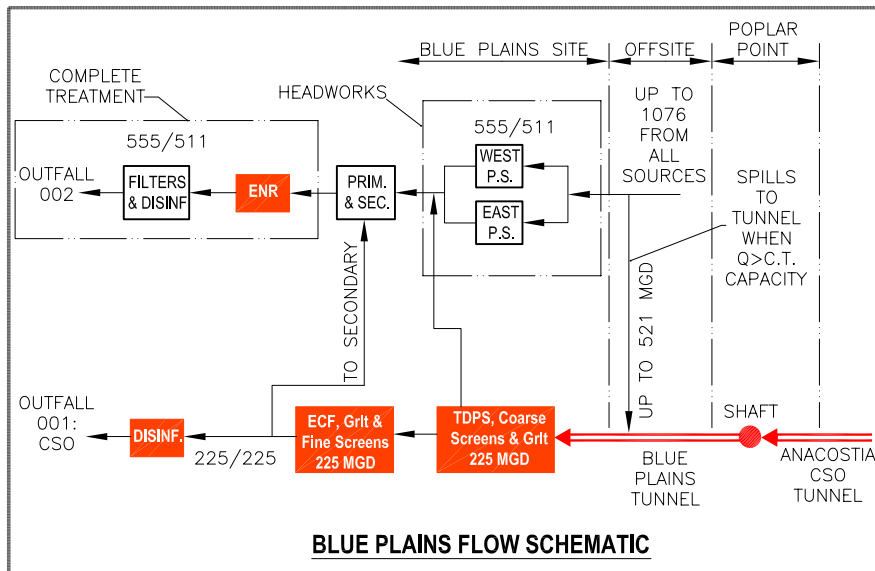 BLUE PLAINS SITE
OFFSITE
POPLAR
POINT
COMPLETE
TREATMENT
HEADWORKS
UP TO
1076
FROM
ALL
SOURCES
555/511
555/511
OUTFALL
002
FILTERS
& DISINF
ENR
PRIM.
& SEC.
WEST
P.S.
EAST
P.S.
SPILLS
TO
TUNNEL
WHEN
Q>C.T.
CAPACITY
TO SECONDARY
UP TO 521 MGD
OUTFALL
001:
CSO
DISINF.
225/225
ECF, Grit &
Fine Screens
225 MGD
TDPS, Coarse
Screens & Grit
225 MGD
SHAFT
BLUE
PLAINS
TUNNEL
ANACOSTIA
CSO
TUNNEL
BLUE PLAINS FLOW SCHEMATIC